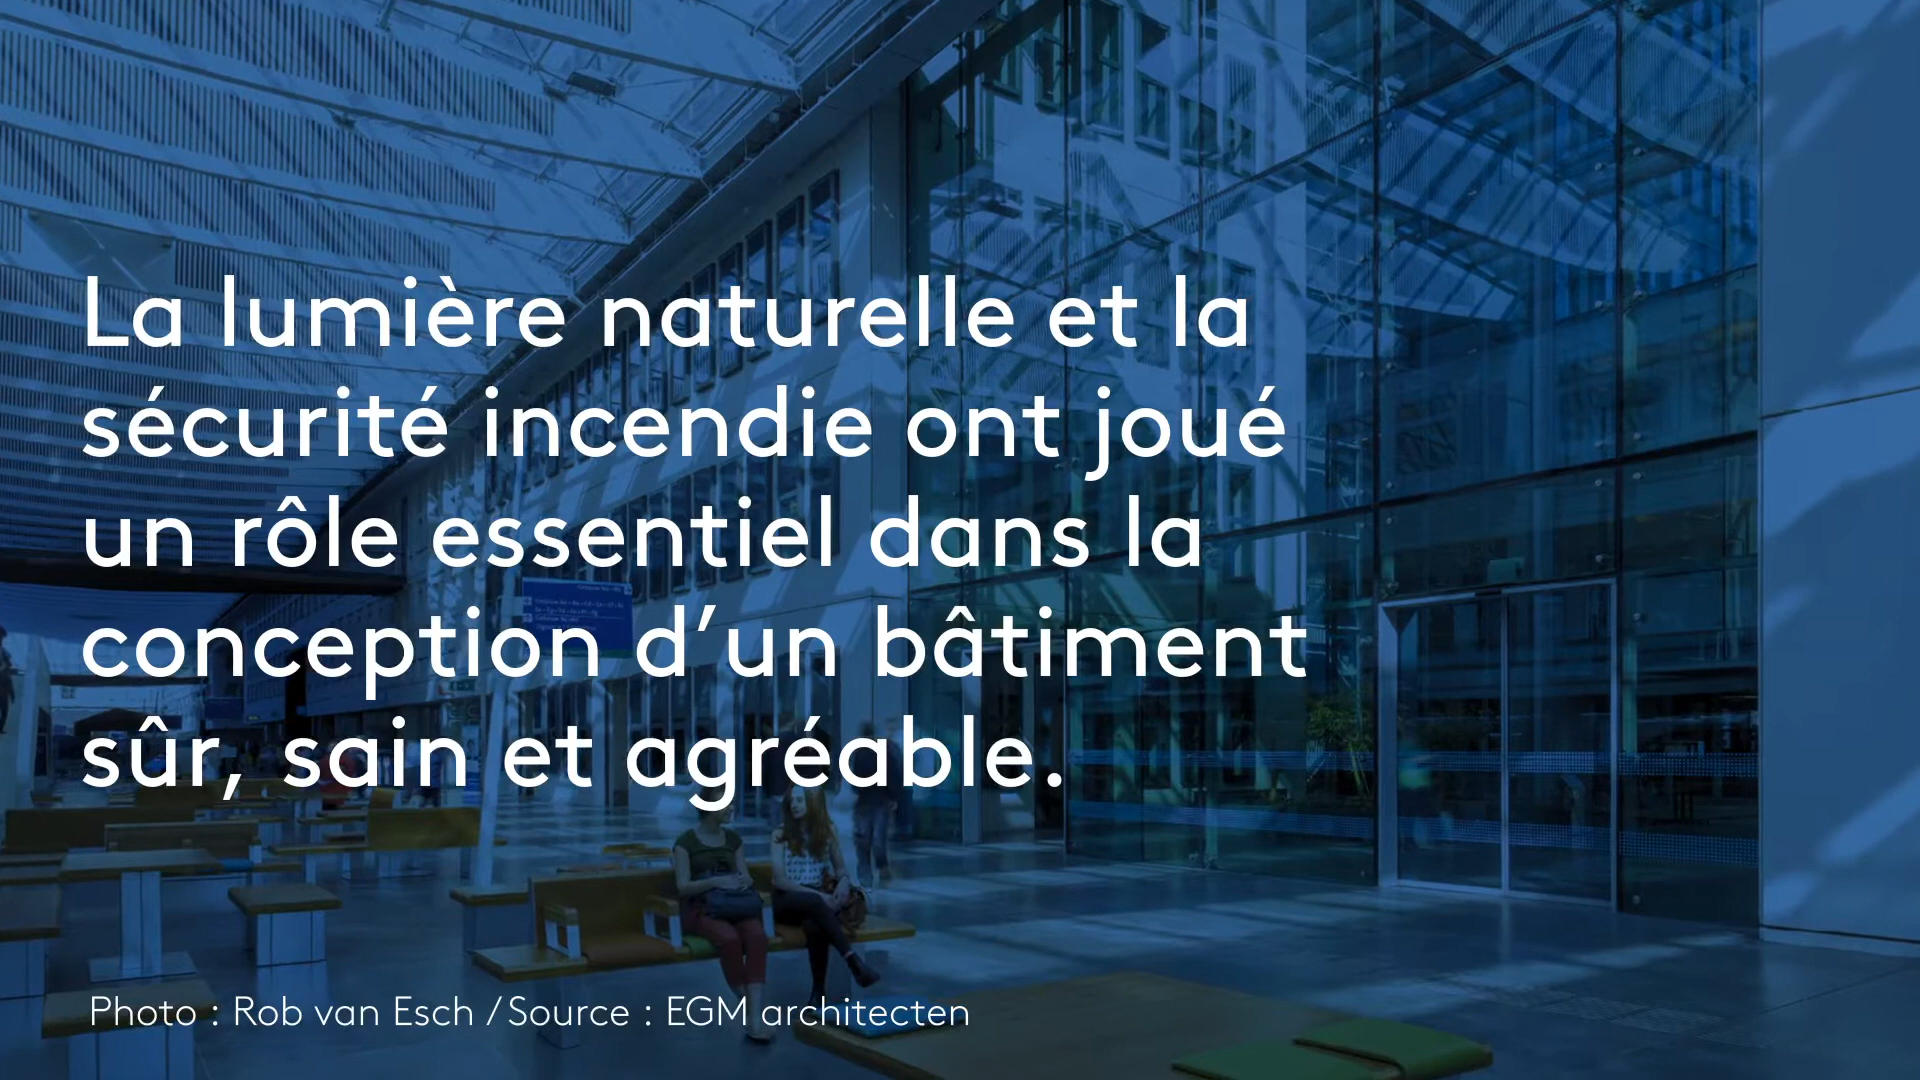 La lumière naturelle et la
sécurité incendie ont joué
un rôle essentiel dans la
conception d’un bâtiment
sûr, sain et agréable.
Photo : Rob van Esch / Source : EGM architecten